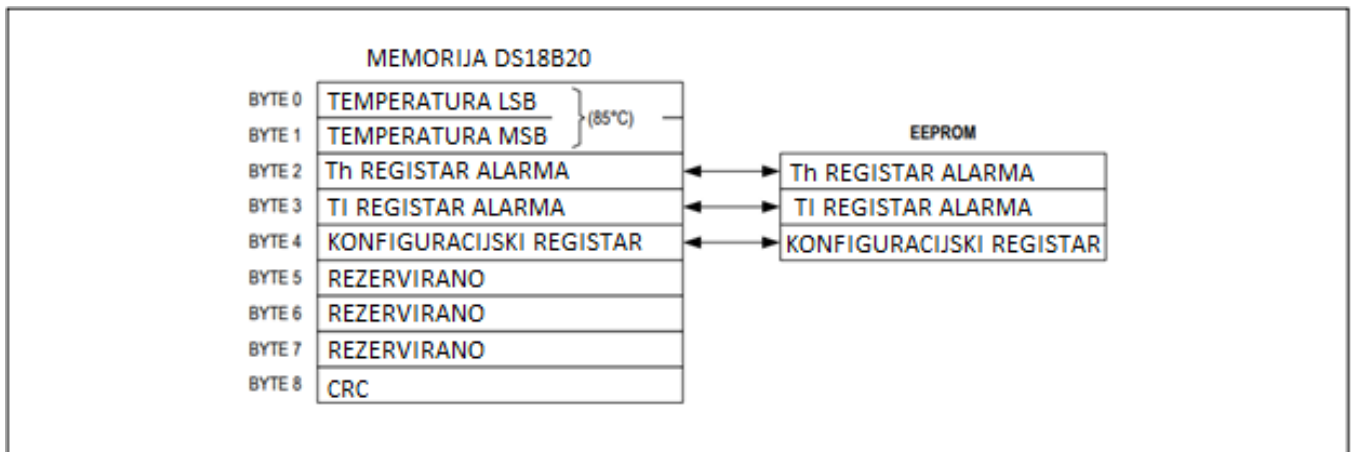 MEMORIJA DS18B20
BYTE 0 TEMPERATURA LSB
(85°C)
BYTE 1 TEMPERATURA MSB
EEPROM
BYTE 2 Th REGISTAR ALARMA Th REGISTAR ALARMA
BYTE 3 Tl REGISTAR ALARMA Tl REGISTAR ALARMA
BYTE 4 KONFIGURACIJSKI REGISTAR KONFIGURACIJSKI REGISTAR
BYTE 5 REZERVIRANO
BYTE 6 REZERVIRANO
BYTE 7 REZERVIRANO
BYTE 8 CRC